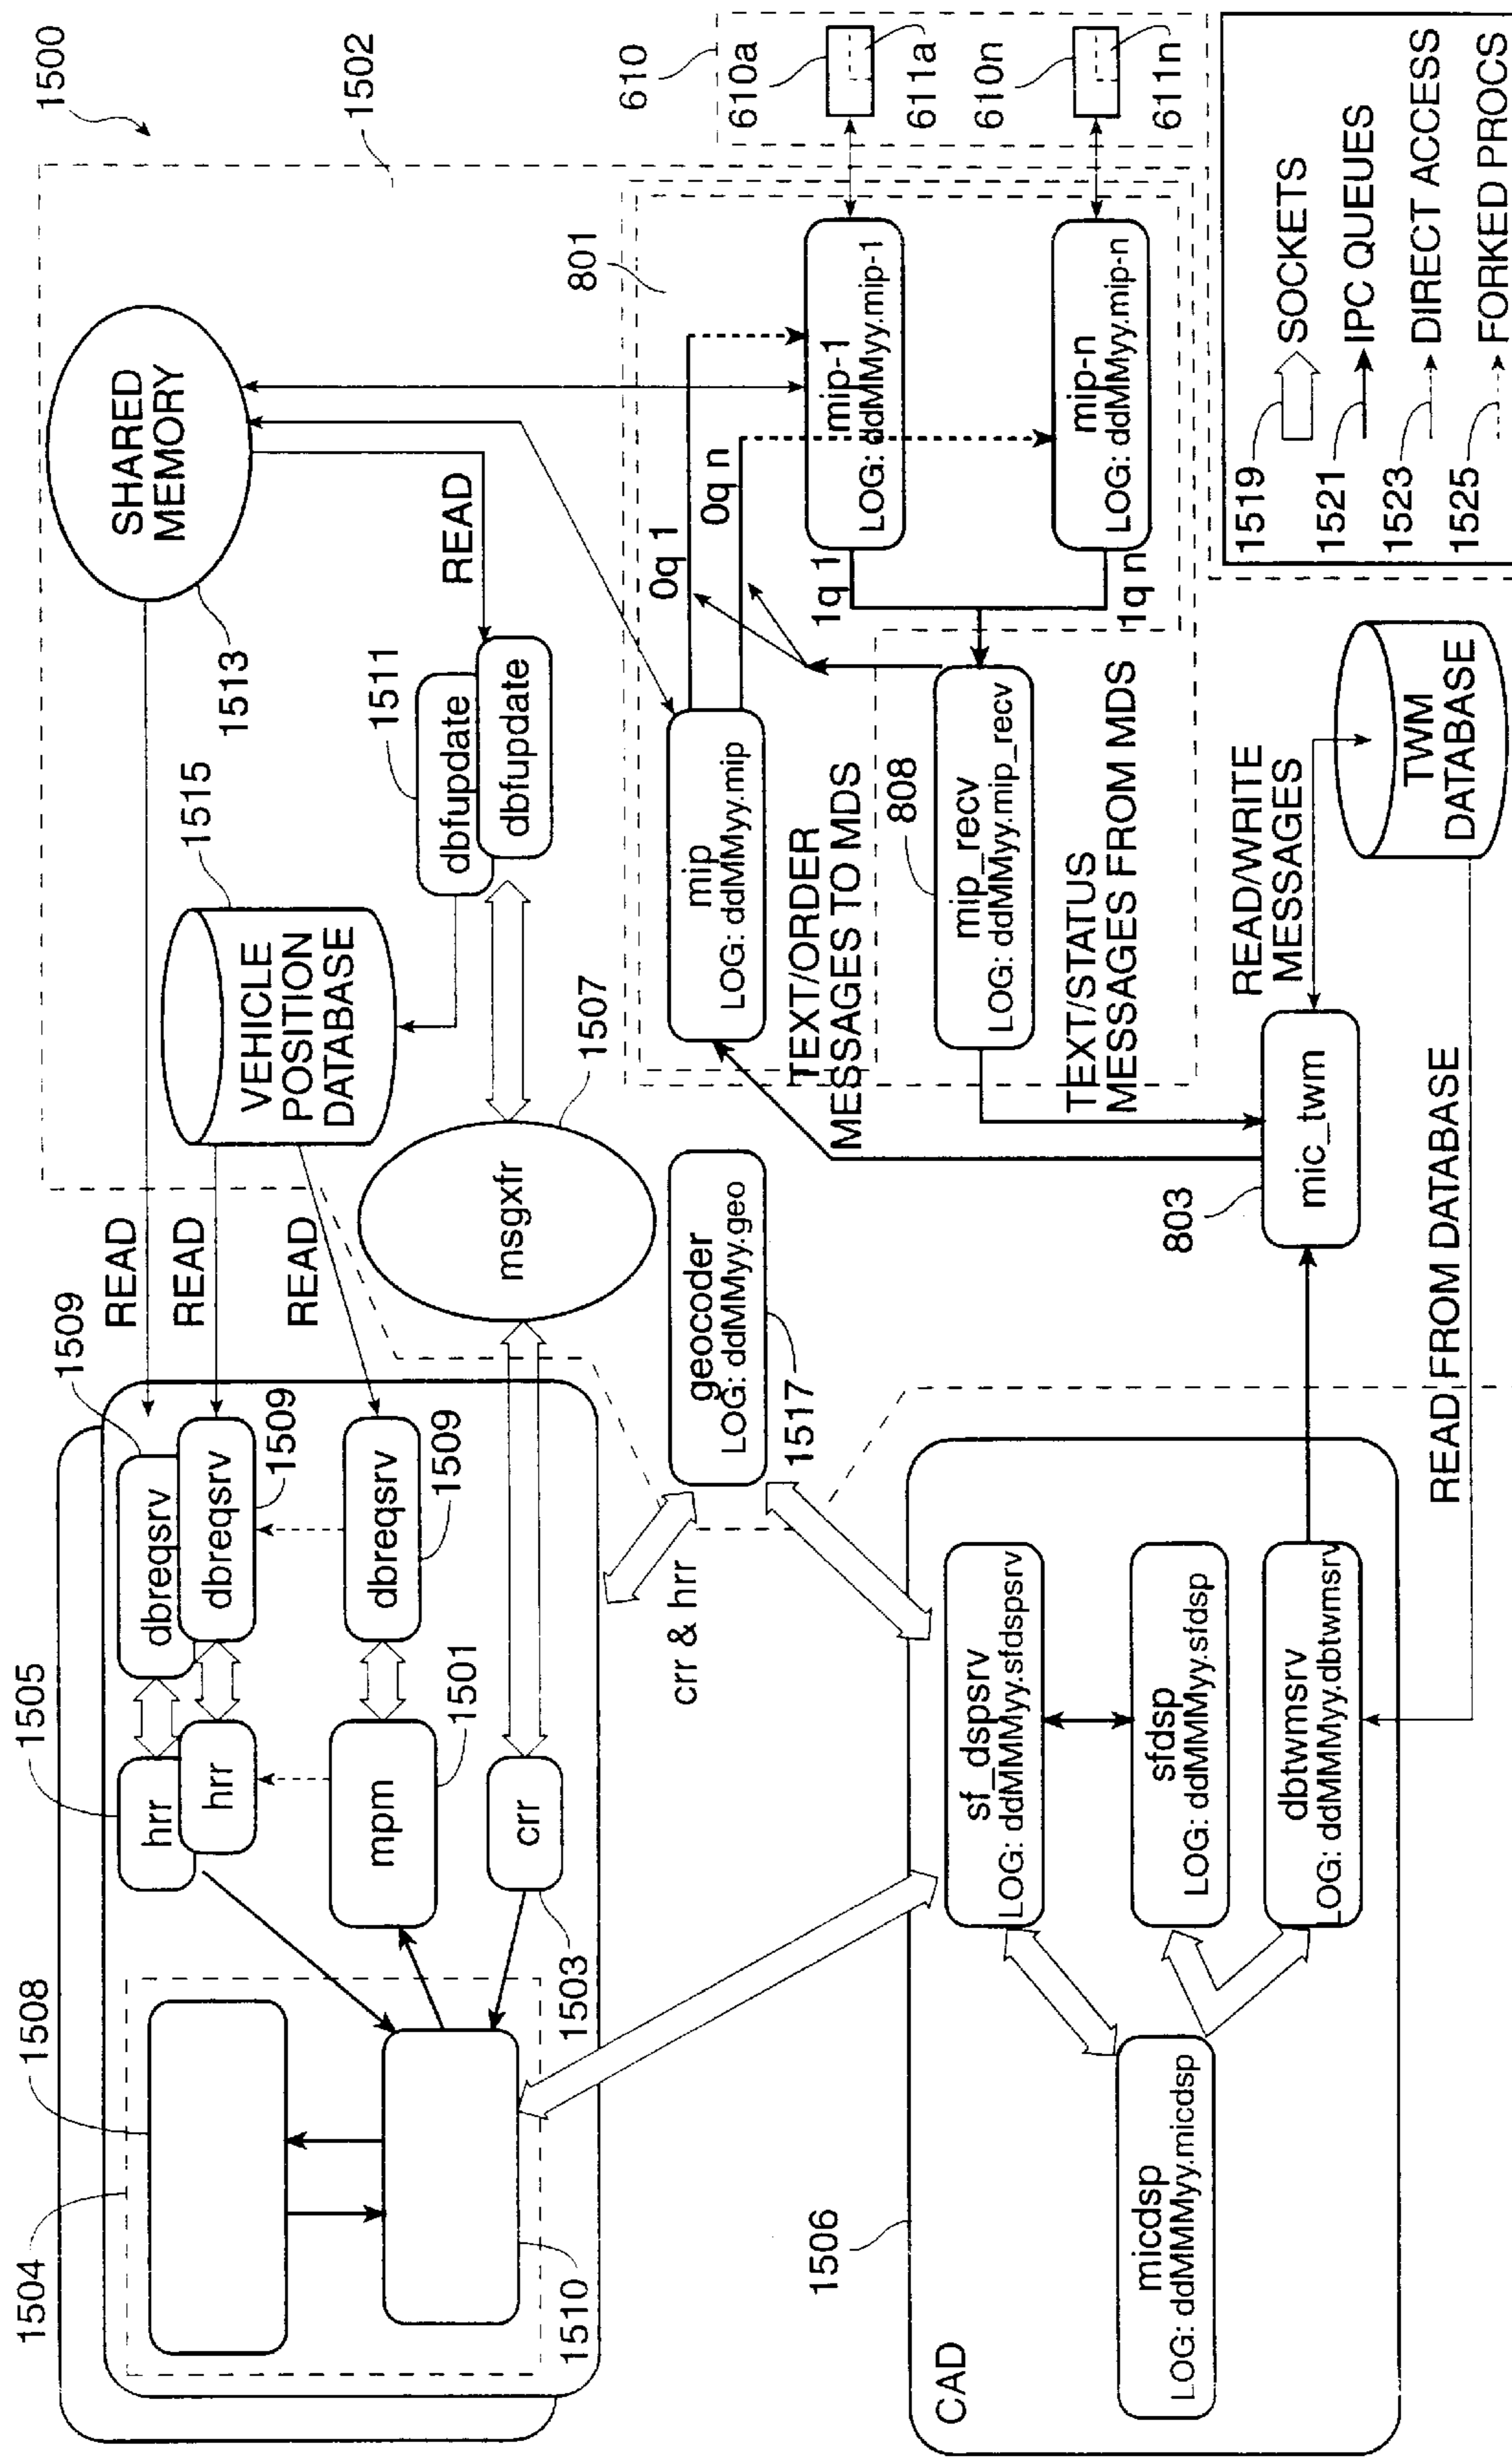 1500
1502
1504
1508
1505
1509
READ
READ
READ
1515
1513
SHARED
MEMORY
VEHICLE
POSITION
DATABASE
1511
dbfupdate
dbfupdate
READ
hrr
hrr
dbreqsrv
dbreqsrv
1509
mpm
1501
dbreqsrv
1509
crr
1503
1510
msgxfr
1507
crr & hrr
geocoder
LOG: ddMMyy.geo
1517
801
mip
LOG: ddMMyy.mip
0q 1
0q n
mip-1
LOG: ddMMyy.mip-1
mip-n
LOG: ddMMyy.mip-n
1q 1
1q n
TEXT/ORDER
MESSAGES TO MDS
808
mip_recv
LOG: ddMMyy.mip_recv
TEXT/STATUS
MESSAGES FROM MDS
610
610a
611a
610n
611n
1506
CAD
micdsp
LOG: ddMMMyy.micdsp
sf_dspsrv
LOG: ddMMMyy.sfdspsrv
sfdsp
LOG: ddMMMyy.sfdsp
dbtwmsrv
LOG: ddMMMyy.dbtwmsrv
803
mic_twm
READ/WRITE
MESSAGES
TWM
DATABASE
READ FROM DATABASE
1519
SOCKETS
1521
IPC QUEUES
1523
DIRECT ACCESS
1525
FORKED PROCS